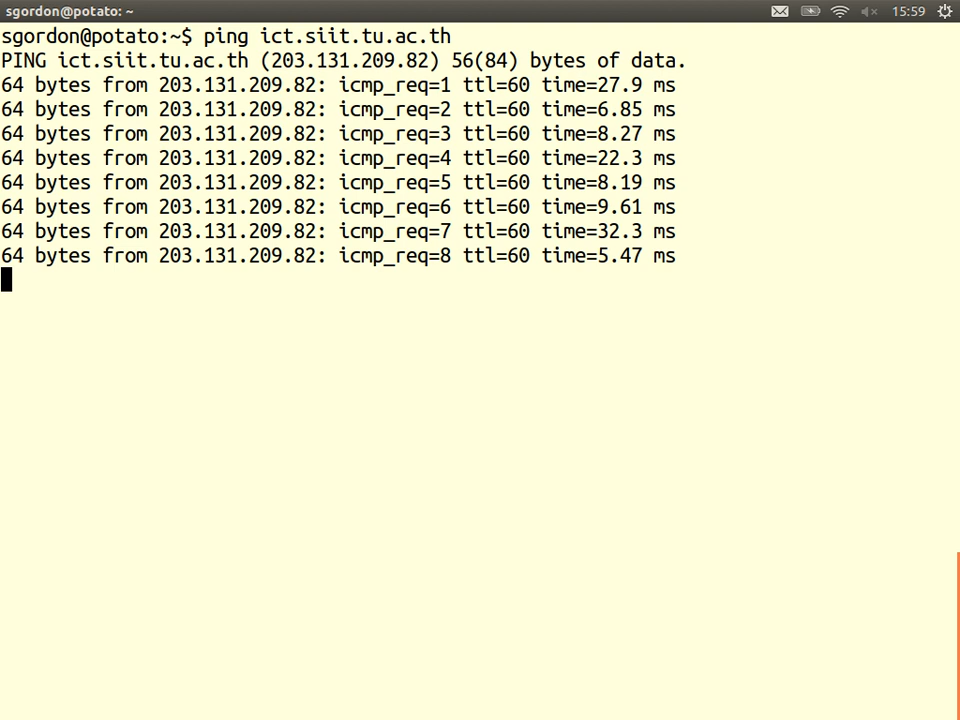 sgordon@potato: ~
15:59
sgordon@potato:~$ ping ict.siit.tu.ac.th
PING ict.siit.tu.ac.th (203.131.209.82) 56(84) bytes of data.
64 bytes from 203.131.209.82: icmp_req=1 ttl=60 time=27.9 ms
64 bytes from 203.131.209.82: icmp_req=2 ttl=60 time=6.85 ms
64 bytes from 203.131.209.82: icmp_req=3 ttl=60 time=8.27 ms
64 bytes from 203.131.209.82: icmp_req=4 ttl=60 time=22.3 ms
64 bytes from 203.131.209.82: icmp_req=5 ttl=60 time=8.19 ms
64 bytes from 203.131.209.82: icmp_req=6 ttl=60 time=9.61 ms
64 bytes from 203.131.209.82: icmp_req=7 ttl=60 time=32.3 ms
64 bytes from 203.131.209.82: icmp_req=8 ttl=60 time=5.47 ms